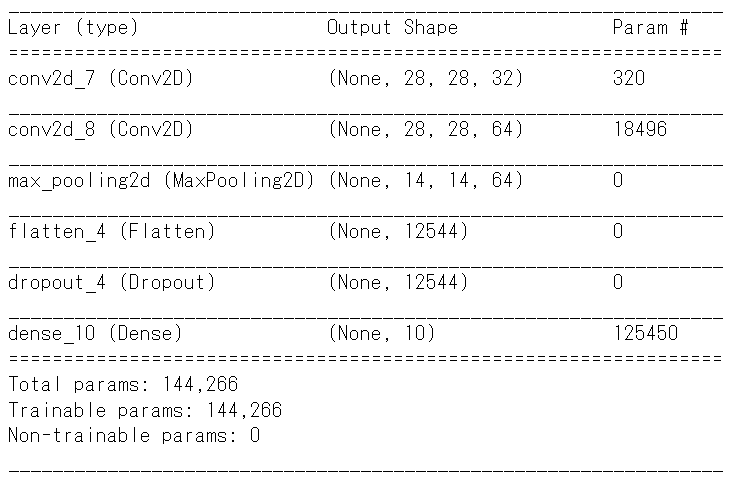 _________________________________________________________________
Layer (type)                 Output Shape              Param #
=================================================================
conv2d_7 (Conv2D)            (None, 28, 28, 32)        320
_________________________________________________________________
conv2d_8 (Conv2D)            (None, 28, 28, 64)        18496
_________________________________________________________________
max_pooling2d (MaxPooling2D) (None, 14, 14, 64)        0
_________________________________________________________________
flatten_4 (Flatten)          (None, 12544)             0
_________________________________________________________________
dropout_4 (Dropout)          (None, 12544)             0
_________________________________________________________________
dense_10 (Dense)             (None, 10)                125450
=================================================================
Total params: 144,266
Trainable params: 144,266
Non-trainable params: 0
_________________________________________________________________